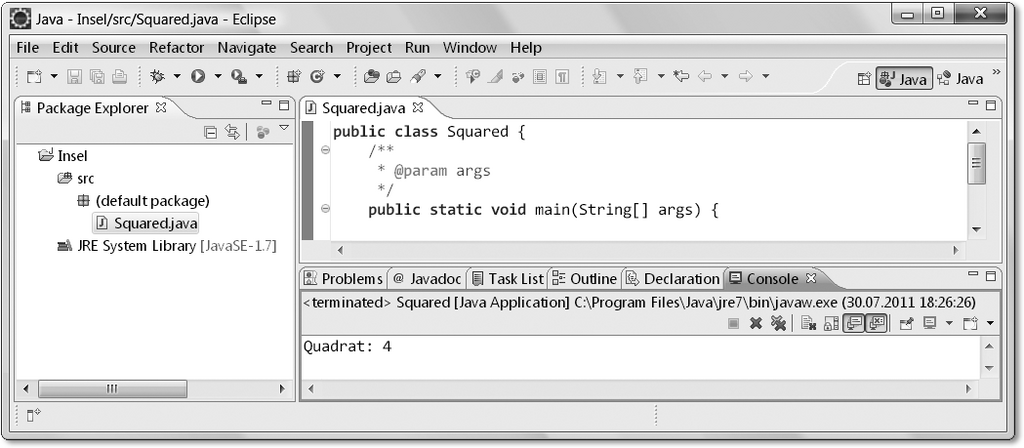 Java - Insel/src/Squared.java - Eclipse
File Edit Source Refactor Navigate Search Project Run Window Help
Java Java »
Package Explorer
Insel
src
(default package)
Squared.java
JRE System Library [JavaSE-1.7]
Squared.java
public class Squared {
/**
* @param args
*/
public static void main(String[] args) {
Problems @ Javadoc Task List Outline Declaration Console
<terminated> Squared [Java Application] C:\Program Files\Java\jre7\bin\javaw.exe (30.07.2011 18:26:26)
Quadrat: 4